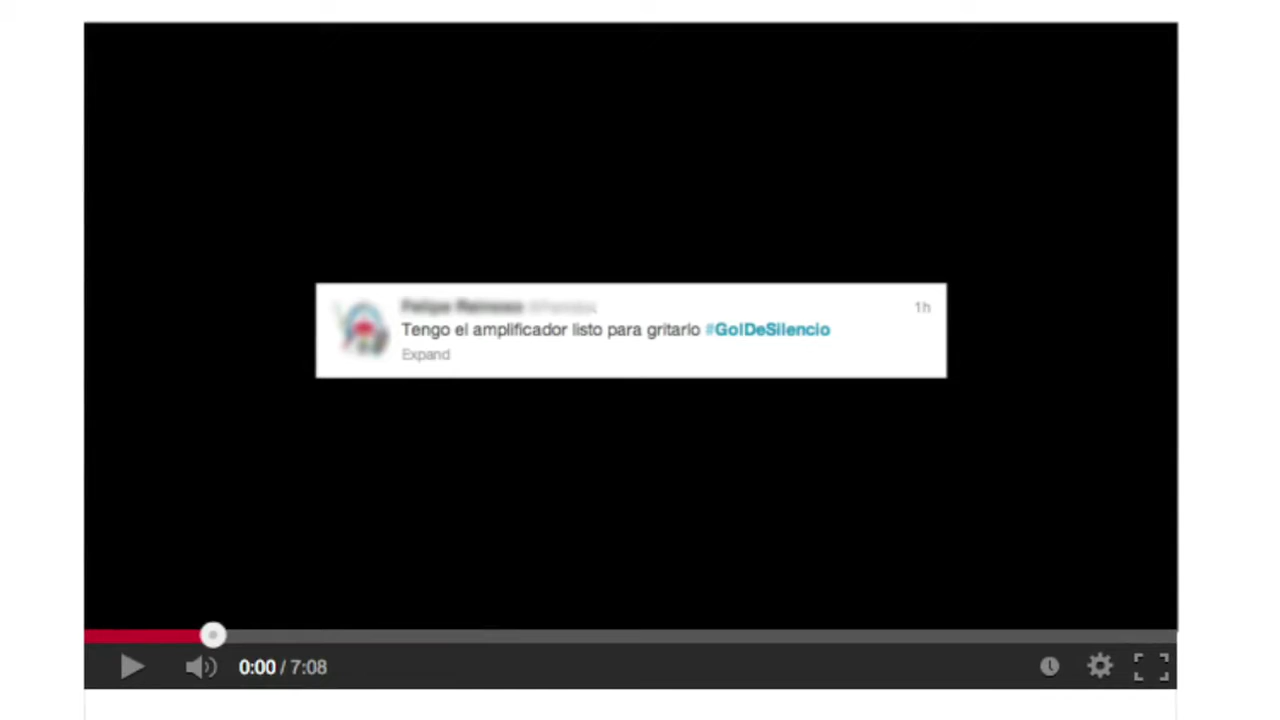 1h
Tengo el amplificador listo para gritarlo #GolDeSilencio
Expand
0:00 / 7:08